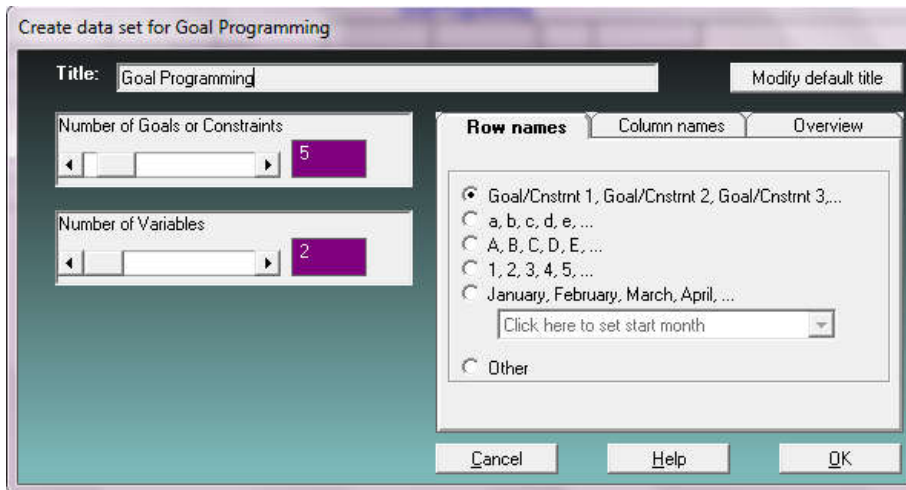 Create data set for Goal Programming
Title: Goal Programming
Modify default title
Number of Goals or Constraints
5
Number of Variables
2
Row names Column names Overview
Goal/Cnstrnt 1, Goal/Cnstrnt 2, Goal/Cnstrnt 3,...
a, b, c, d, e, ...
A, B, C, D, E, ...
1, 2, 3, 4, 5, ...
January, February, March, April, ...
Click here to set start month
Other
Cancel Help OK